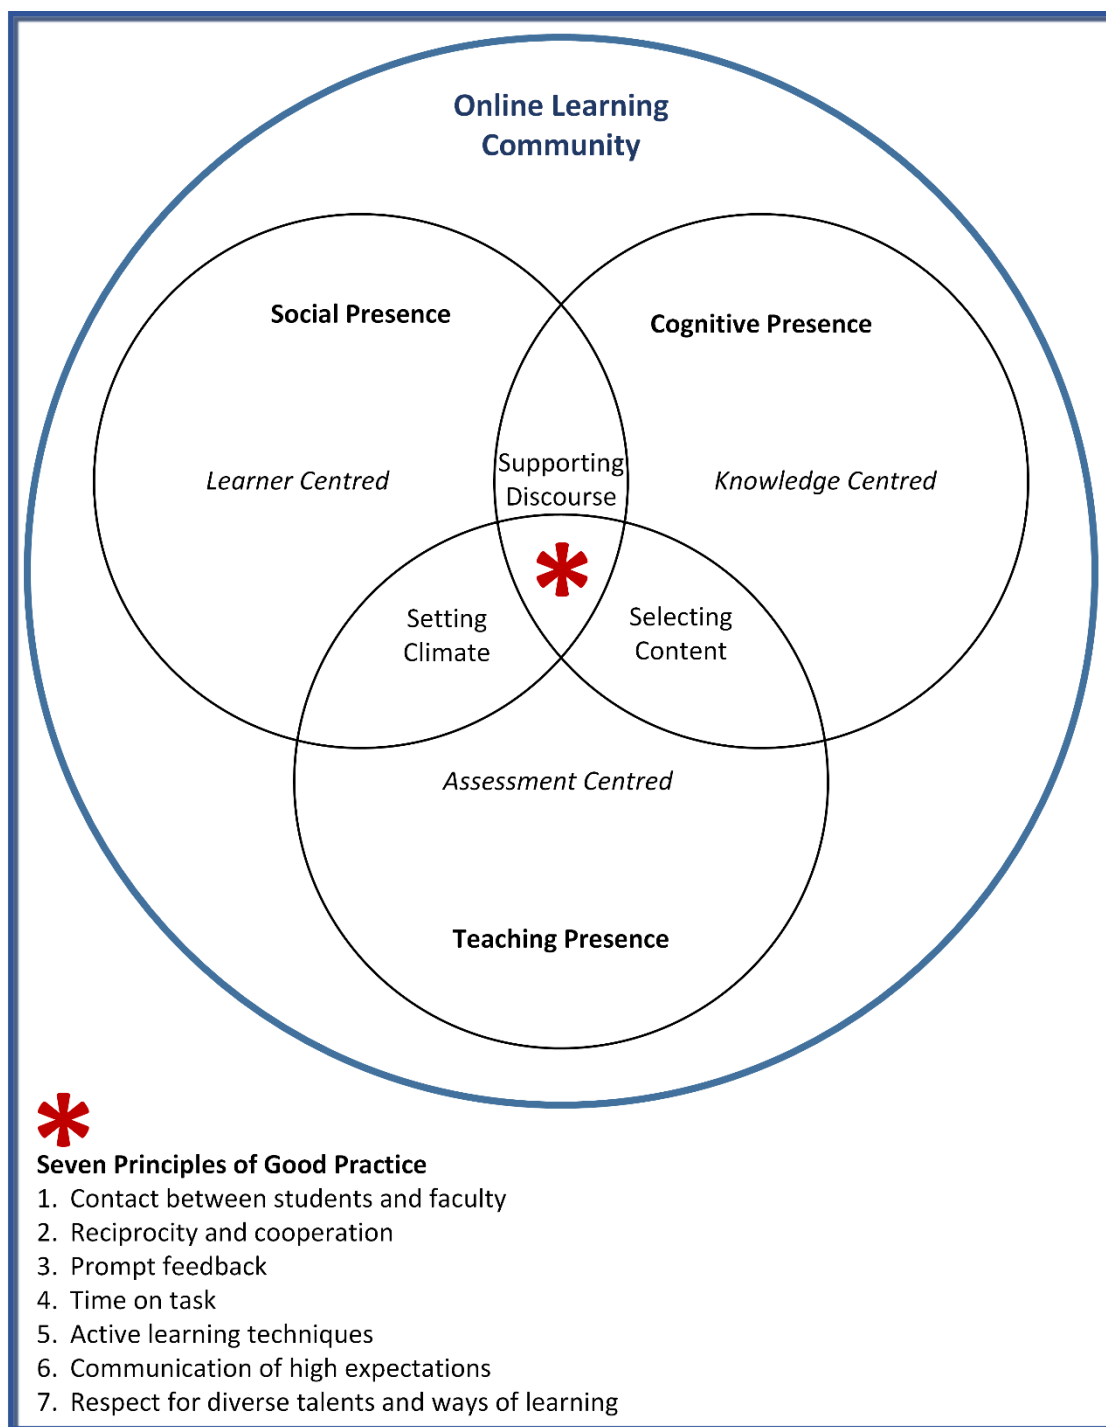 Online Learning
Community
Social Presence
Cognitive Presence
Supporting
Discourse
Learner Centred
Knowledge Centred
*
Setting
Climate
Selecting
Content
Assessment Centred
Teaching Presence
*
Seven Principles of Good Practice
1. Contact between students and faculty
2. Reciprocity and cooperation
3. Prompt feedback
4. Time on task
5. Active learning techniques
6. Communication of high expectations
7. Respect for diverse talents and ways of learning